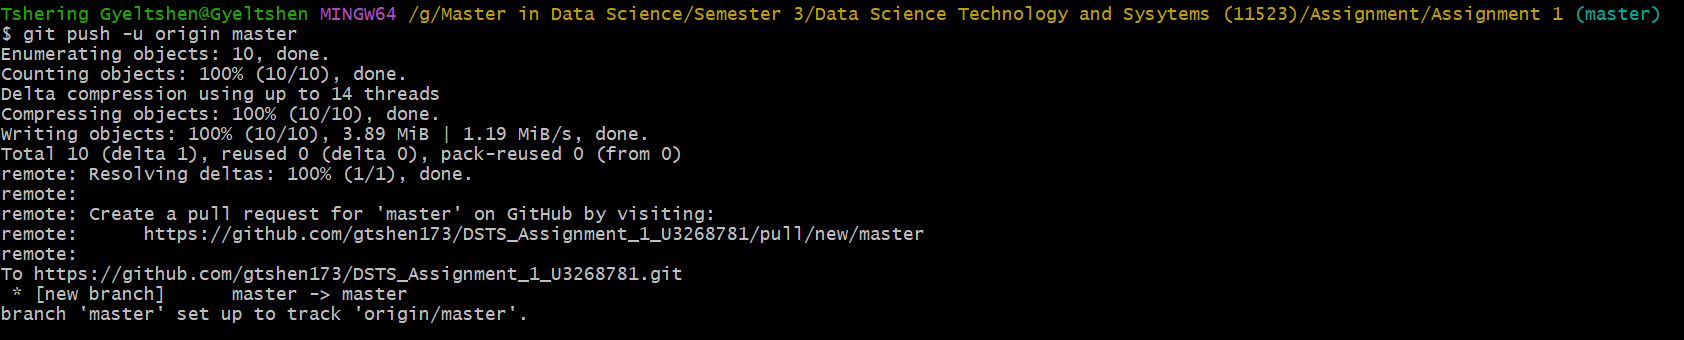 Tshering Gyeltshen@Gyeltshen MINGW64 /g/Master in Data Science/Semester 3/Data Science Technology and Sysytems (11523)/Assignment/Assignment 1 (master)
$ git push -u origin master
Enumerating objects: 10, done.
Counting objects: 100% (10/10), done.
Delta compression using up to 14 threads
Compressing objects: 100% (10/10), done.
Writing objects: 100% (10/10), 3.89 MiB | 1.19 MiB/s, done.
Total 10 (delta 1), reused 0 (delta 0), pack-reused 0 (from 0)
remote: Resolving deltas: 100% (1/1), done.
remote:
remote: Create a pull request for 'master' on GitHub by visiting:
remote:      https://github.com/gtshen173/DSTS_Assignment_1_U3268781/pull/new/master
remote:
To https://github.com/gtshen173/DSTS_Assignment_1_U3268781.git
 * [new branch]      master -> master
branch 'master' set up to track 'origin/master'.